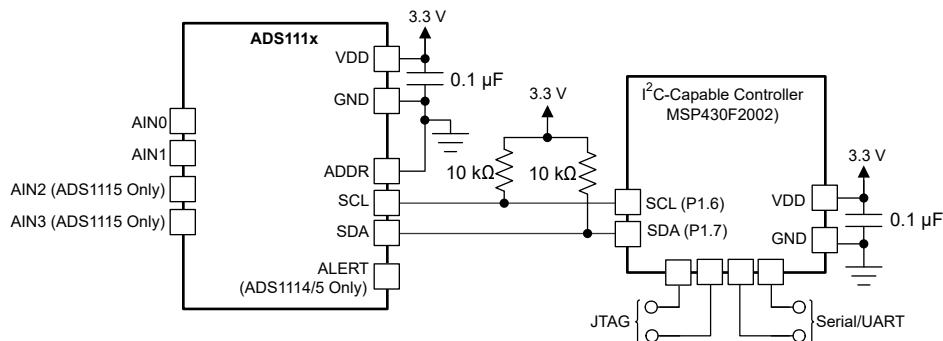 3.3 V
ADS111x
VDD
0.1 µF
GND
3.3 V
I²C-Capable Controller
MSP430F2002)
AIN0
AIN1
3.3 V
ADDR
10 kΩ
10 kΩ
AIN2 (ADS1115 Only)
SCL
SCL (P1.6)
VDD
0.1 µF
AIN3 (ADS1115 Only)
SDA
SDA (P1.7)
GND
ALERT
(ADS1114/5 Only)
JTAG
Serial/UART